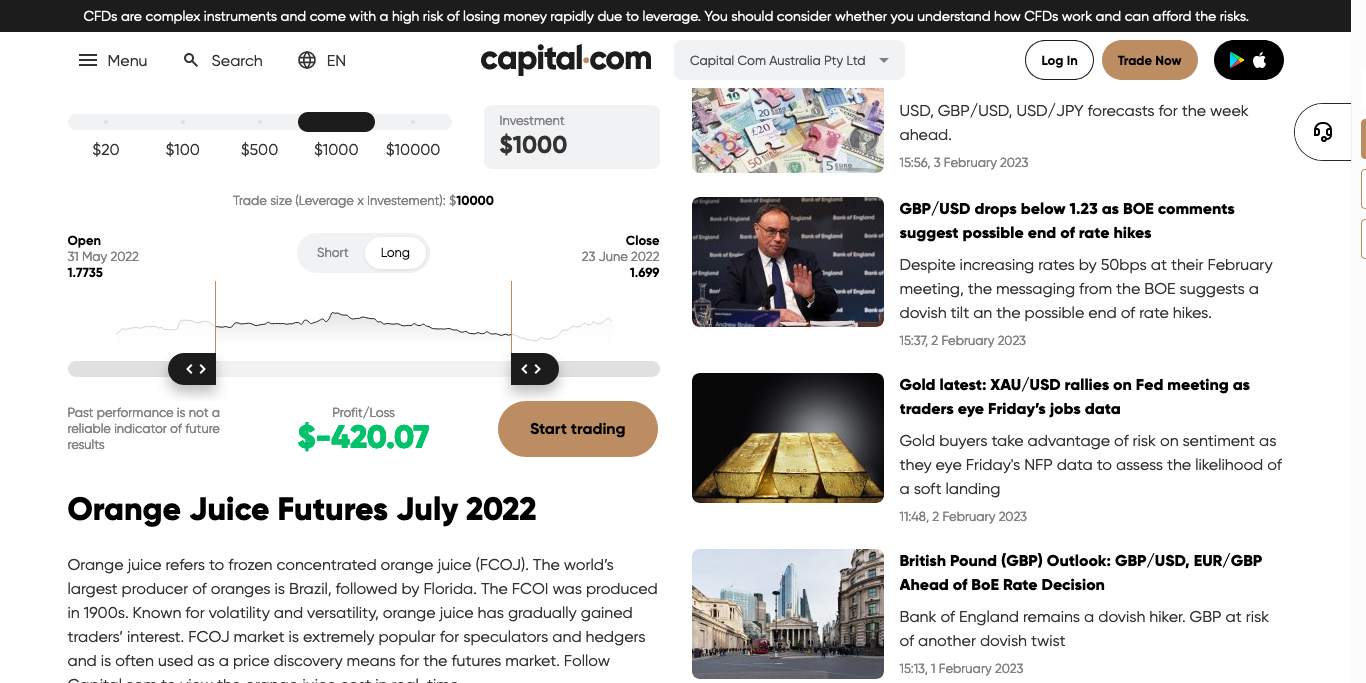 CFDs are complex instruments and come with a high risk of losing money rapidly due to leverage. You should consider whether you understand how CFDs work and can afford the risks.
Menu
Search
EN
capital.com
Capital Com Australia Pty Ltd
Log In
Trade Now
$20
$100
$500
$1000
$10000
Investment
$1000
Trade size (Leverage x Investement): $10000
Open
31 May 2022
1.7735
Short
Long
Close
23 June 2022
1.699
Past performance is not a
reliable indicator of future
results
Profit/Loss
$-420.07
Start trading
Orange Juice Futures July 2022
Orange juice refers to frozen concentrated orange juice (FCOJ). The world's
largest producer of oranges is Brazil, followed by Florida. The FCOI was produced
in 1900s. Known for volatility and versatility, orange juice has gradually gained
traders' interest. FCOJ market is extremely popular for speculators and hedgers
and is often used as a price discovery means for the futures market. Follow
Capital.com to view the orange juice cost in real-time.
USD, GBP/USD, USD/JPY forecasts for the week
ahead.
15:56, 3 February 2023
GBP/USD drops below 1.23 as BOE comments
suggest possible end of rate hikes
Despite increasing rates by 50bps at their February
meeting, the messaging from the BOE suggests a
dovish tilt an the possible end of rate hikes.
15:37, 2 February 2023
Gold latest: XAU/USD rallies on Fed meeting as
traders eye Friday's jobs data
Gold buyers take advantage of risk on sentiment as
they eye Friday's NFP data to assess the likelihood of
a soft landing
11:48, 2 February 2023
British Pound (GBP) Outlook: GBP/USD, EUR/GBP
Ahead of BoE Rate Decision
Bank of England remains a dovish hiker. GBP at risk
of another dovish twist
15:13, 1 February 2023